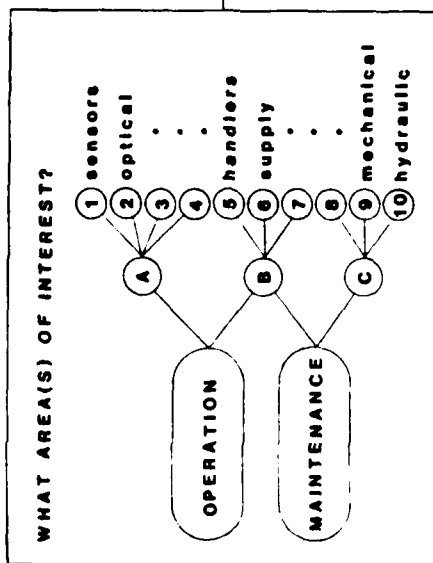 WHAT AREA(S) OF INTEREST?
OPERATION
MAINTENANCE
A
B
C
1 sensors
2 optical
3 .
4 .
5 handlers
6 supply
7 .
8 .
9 mechanical
10 hydraulic